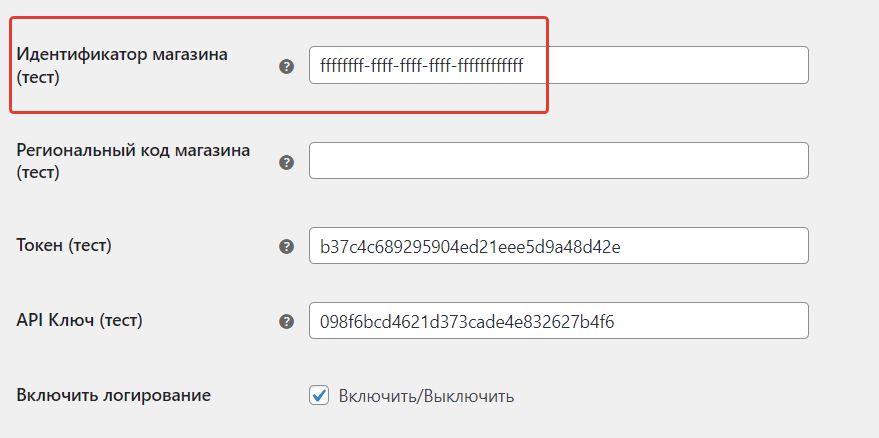 Идентификатор магазина
(тест)
?
ffffffff-ffff-ffff-ffff-ffffffffffff
Региональный код магазина
(тест)
?
Токен (тест)
?
b37c4c689295904ed21eee5d9a48d42e
API Ключ (тест)
?
098f6bcd4621d373cade4e832627b4f6
Включить логирование
Включить/Выключить